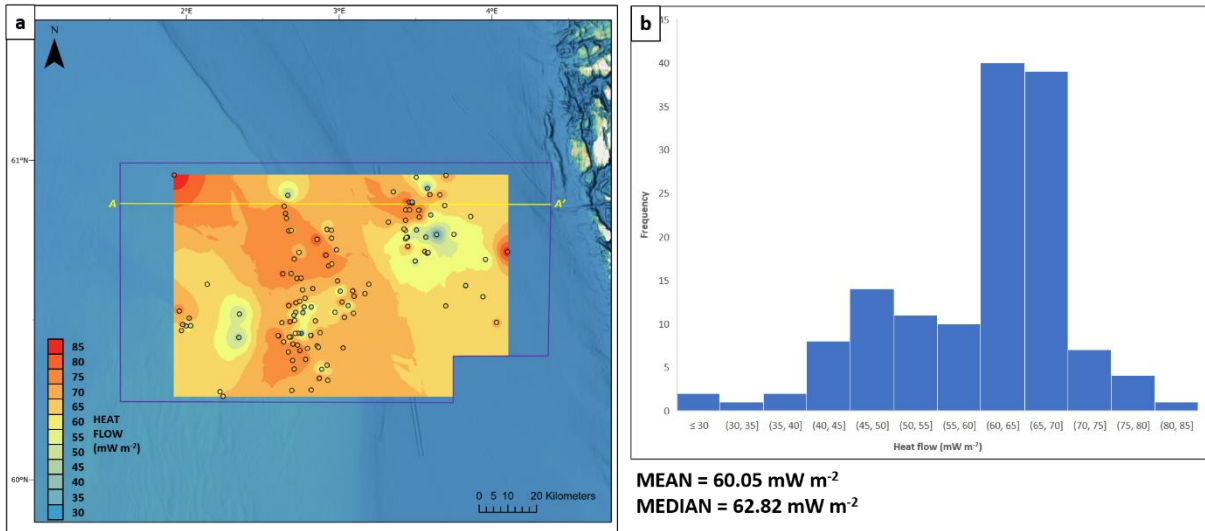 a
N
2°E
3°E
4°E
61°N
60°N
A
A'
85
80
75
70
65
60
55
50
45
40
35
30
HEAT
FLOW
(mW m-2)
0 5 10 20 Kilometers
b
45
40
35
30
25
20
15
10
5
0
Frequency
≤ 30
(30, 35]
(35, 40]
(40, 45]
(45, 50]
(50, 55]
(55, 60]
(60, 65]
(65, 70]
(70, 75]
(75, 80]
(80, 85]
Heat flow (mW m-2)
MEAN = 60.05 mW m-2
MEDIAN = 62.82 mW m-2